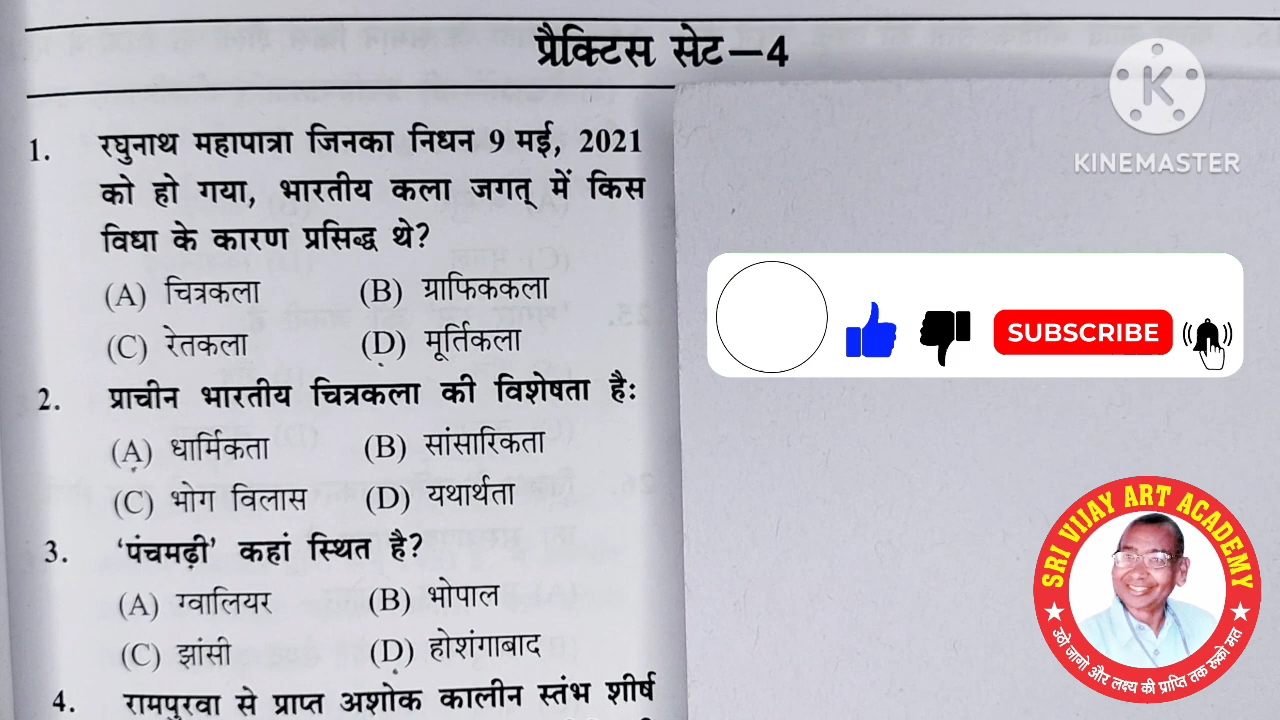 प्रैक्टिस सेट–4
1. रघुनाथ महापात्रा जिनका निधन 9 मई, 2021
को हो गया, भारतीय कला जगत् में किस
विधा के कारण प्रसिद्ध थे?
(A) चित्रकला (B) ग्राफिककला
(C) रेतकला (D) मूर्तिकला
2. प्राचीन भारतीय चित्रकला की विशेषता है:
(A) धार्मिकता (B) सांसारिकता
(C) भोग विलास (D) यथार्थता
3. ‘पंचमढ़ी’ कहां स्थित है?
(A) ग्वालियर (B) भोपाल
(C) झांसी (D) होशंगाबाद
4. रामपुरवा से प्राप्त अशोक कालीन स्तंभ शीर्ष
K
KINEMASTER
SUBSCRIBE
SRI VIJAY ART ACADEMY
उठो जागो और लक्ष्य की प्राप्ति तक रूको मत